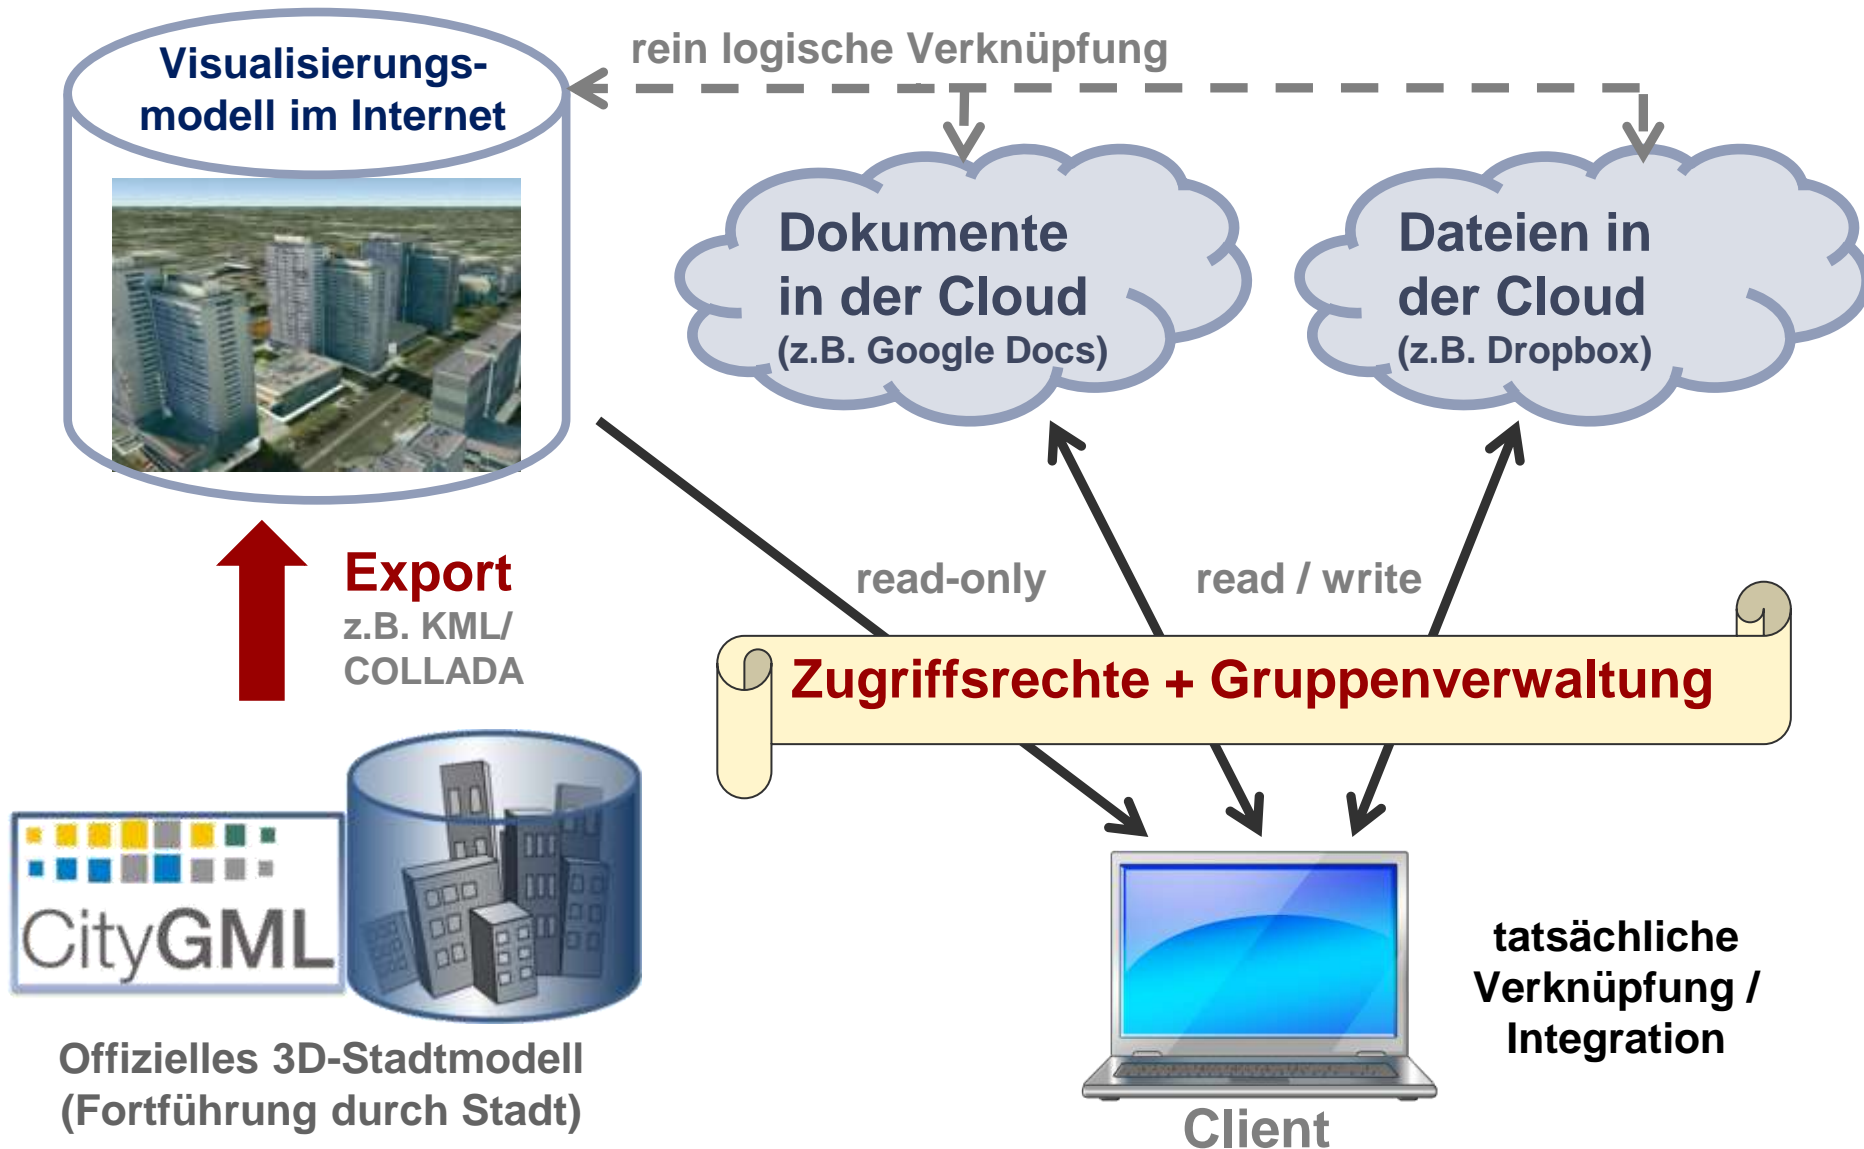 Visualisierungs-
modell im Internet
rein logische Verknüpfung
Dokumente
in der Cloud
(z.B. Google Docs)
Dateien in
der Cloud
(z.B. Dropbox)
Export
z.B. KML/
COLLADA
read-only
read / write
Zugriffsrechte + Gruppenverwaltung
CityGML
Offizielles 3D-Stadtmodell
(Fortführung durch Stadt)
tatsächliche
Verknüpfung /
Integration
Client